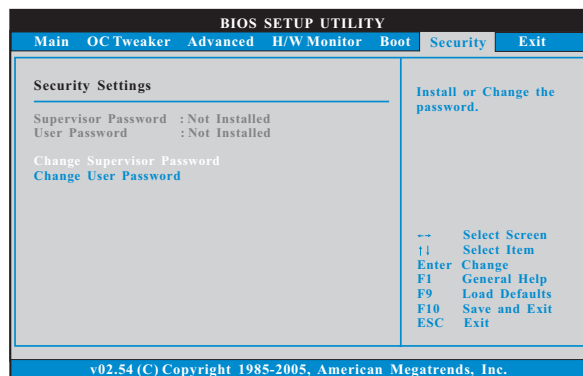 BIOS SETUP UTILITY
Main OC Tweaker Advanced H/W Monitor Boot Security Exit
Security Settings
Supervisor Password : Not Installed
User Password : Not Installed
Change Supervisor Password
Change User Password
Install or Change the
password.
←→ Select Screen
↑↓ Select Item
Enter Change
F1 General Help
F9 Load Defaults
F10 Save and Exit
ESC Exit
v02.54 (C) Copyright 1985-2005, American Megatrends, Inc.